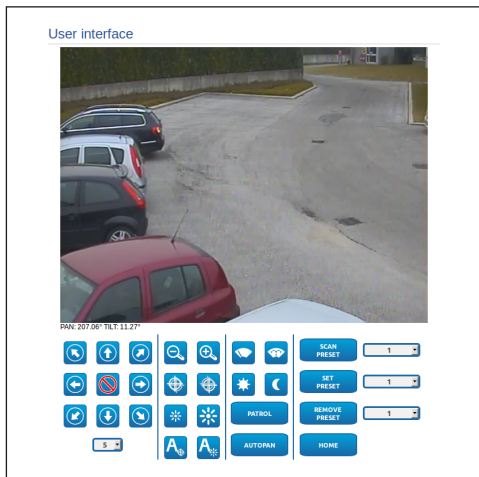 User interface
PAN: 207.06° TILT: 11.27°
SCAN PRESET 1
SET PRESET 1
PATROL
REMOVE PRESET 1
5
A A
AUTOPAN
HOME